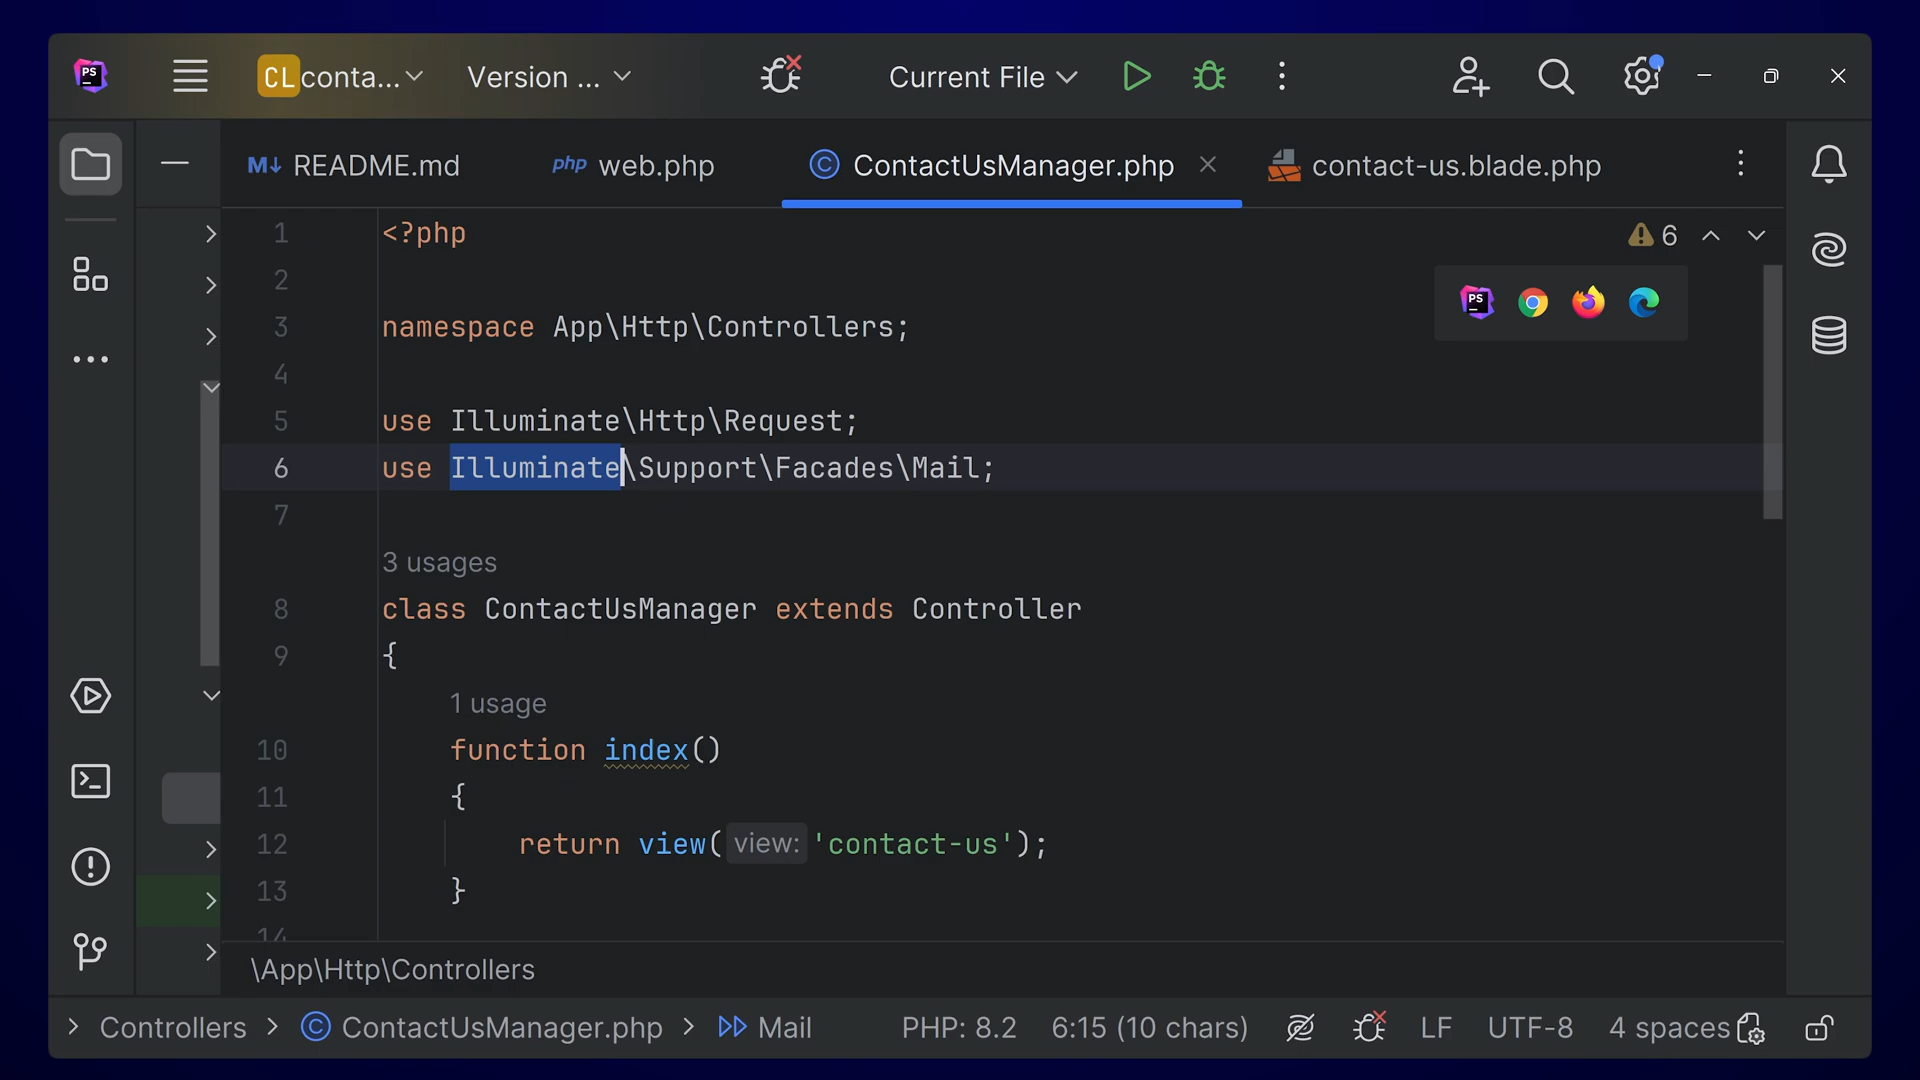 PS
CL conta... Version ... Current File
M↓ README.md php web.php © ContactUsManager.php contact-us.blade.php
1 <?php
6
2
PS
3 namespace App\Http\Controllers;
4
5 use Illuminate\Http\Request;
6 use Illuminate\Support\Facades\Mail;
7
3 usages
8 class ContactUsManager extends Controller
9 {
1 usage
10 function index()
11 {
12 return view( view: 'contact-us');
13 }
14
\App\Http\Controllers
Controllers © ContactUsManager.php Mail PHP: 8.2 6:15 (10 chars) LF UTF-8 4 spaces